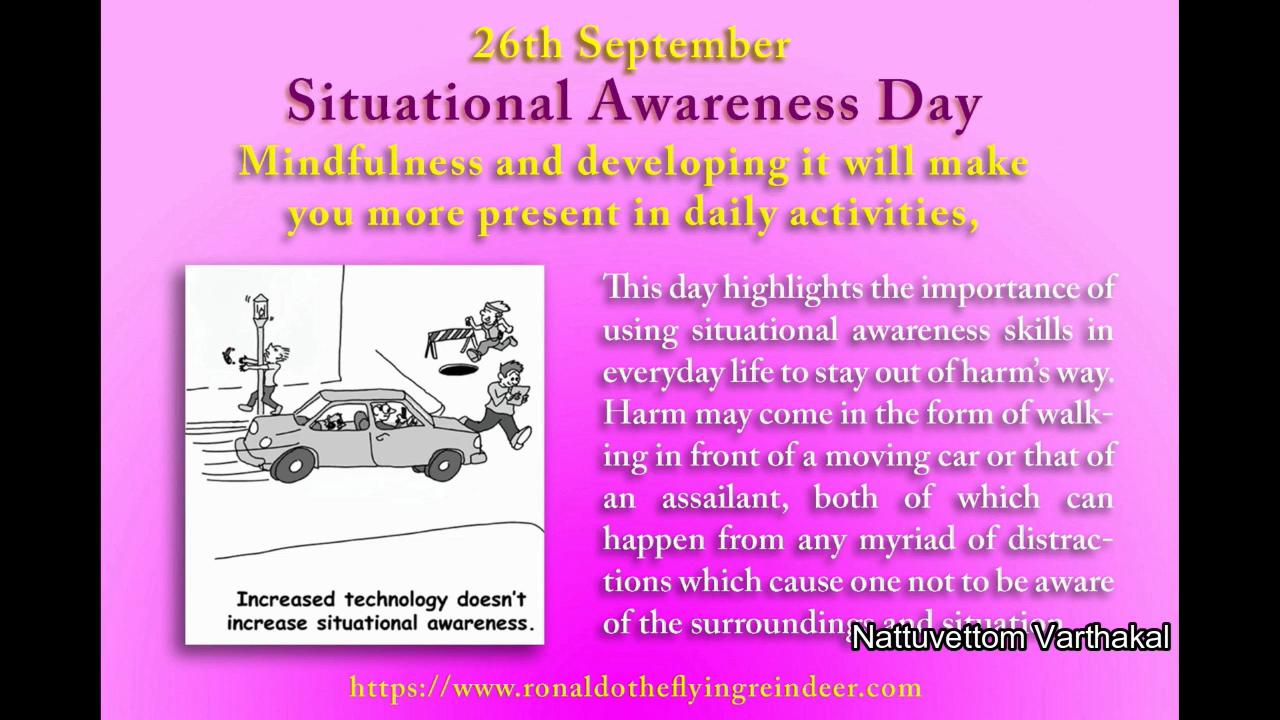 26th September
Situational Awareness Day
Mindfulness and developing it will make
you more present in daily activities,
This day highlights the importance of
using situational awareness skills in
everyday life to stay out of harm's way.
Harm may come in the form of walk-
ing in front of a moving car or that of
an assailant, both of which can
happen from any myriad of distrac-
tions which cause one not to be aware
of the surroundings and situation
Nattuvettom Varthakal
Increased technology doesn't
increase situational awareness.
https://www.ronaldotheflyingreindeer.com